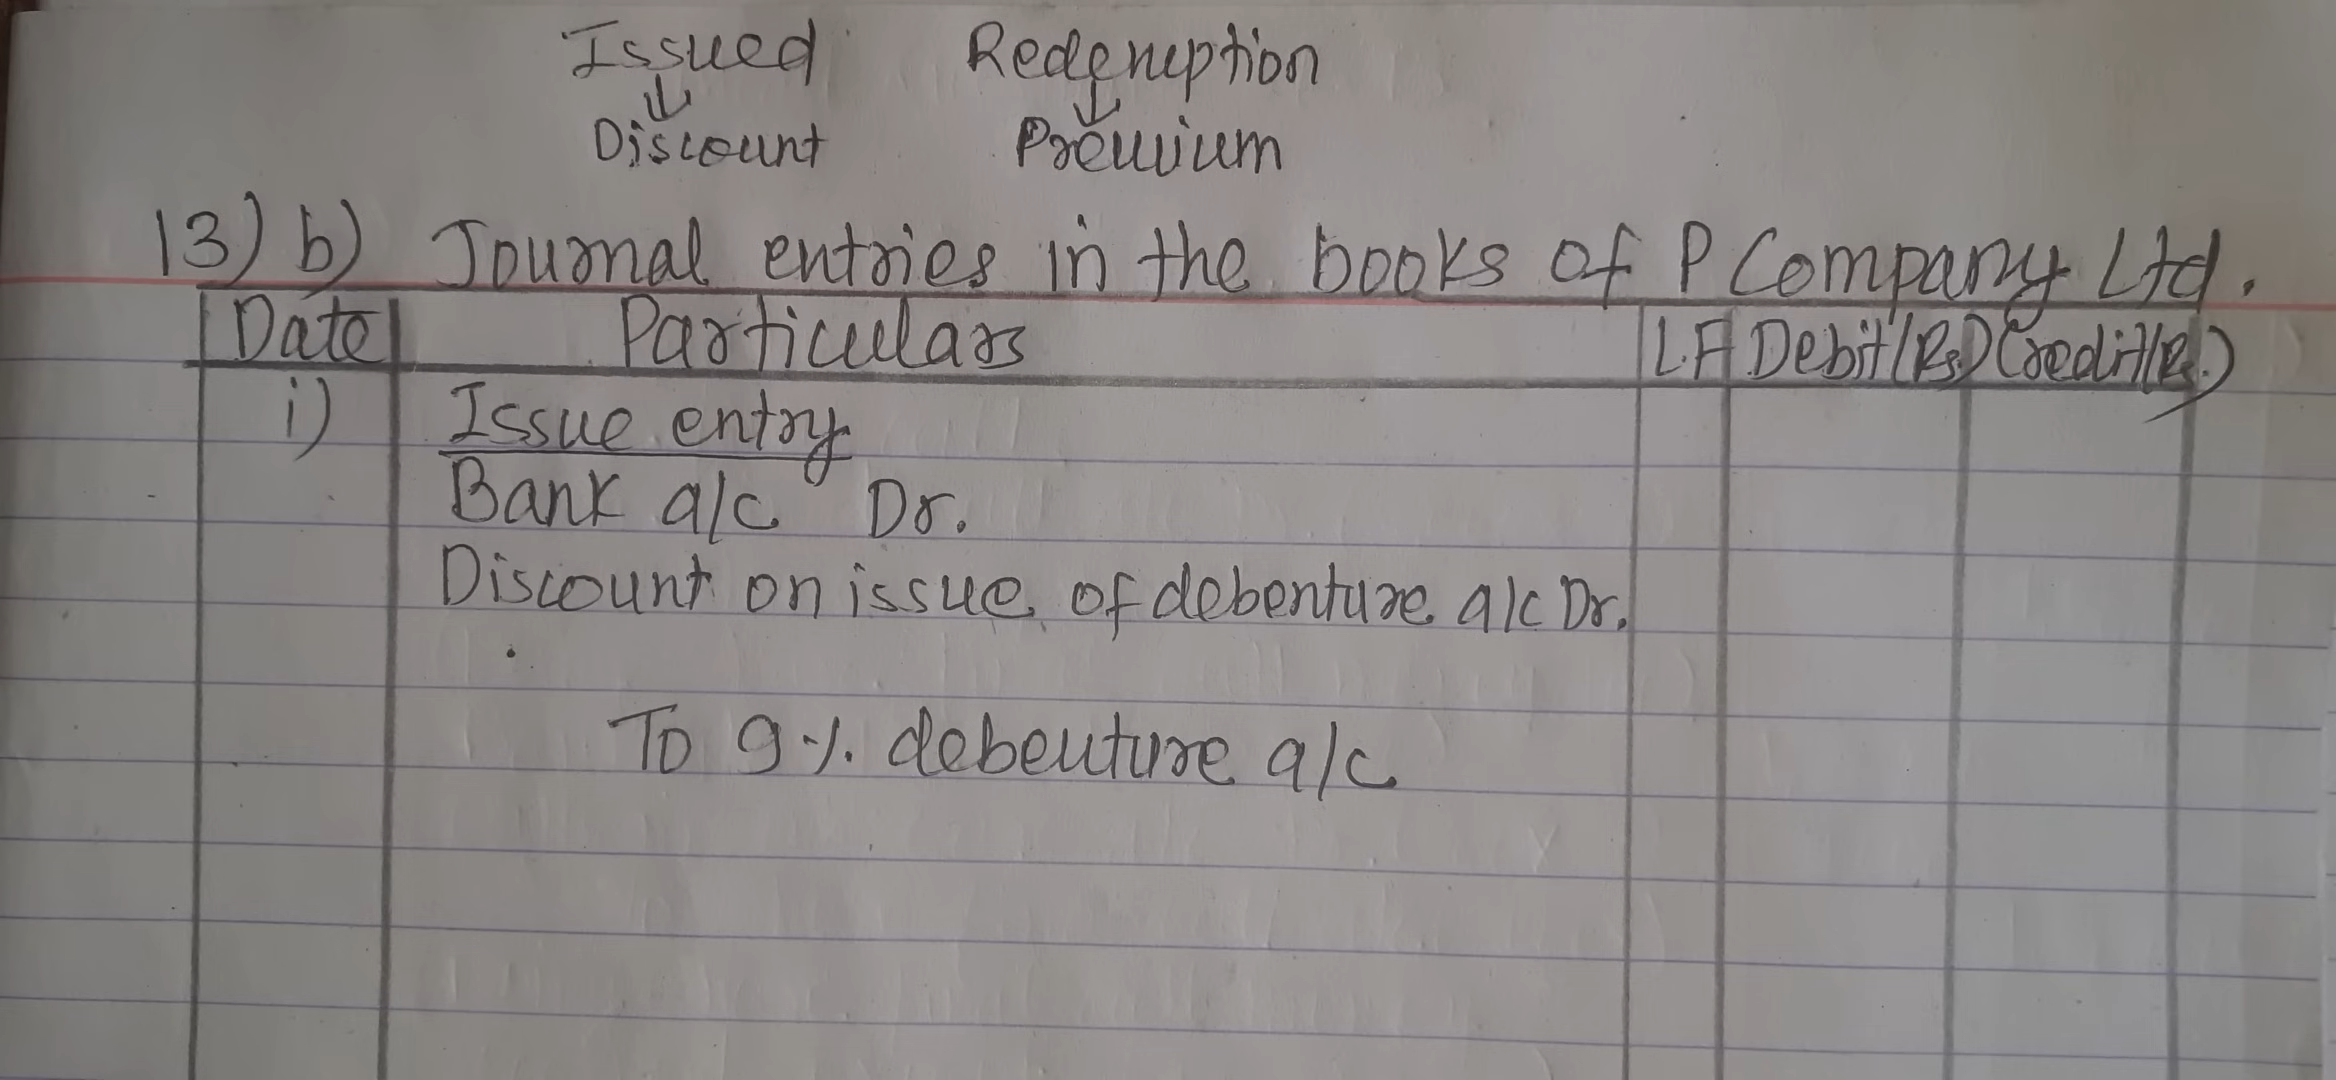 Issued Redemption
Discount Premium
13) b) Journal entries in the books of P Company Ltd.
Date Particulars L.F Debit(Rs.) Credit(Rs.)
i) Issue entry
Bank a/c Dr.
Discount on issue of debenture a/c Dr.
To 9% debenture a/c